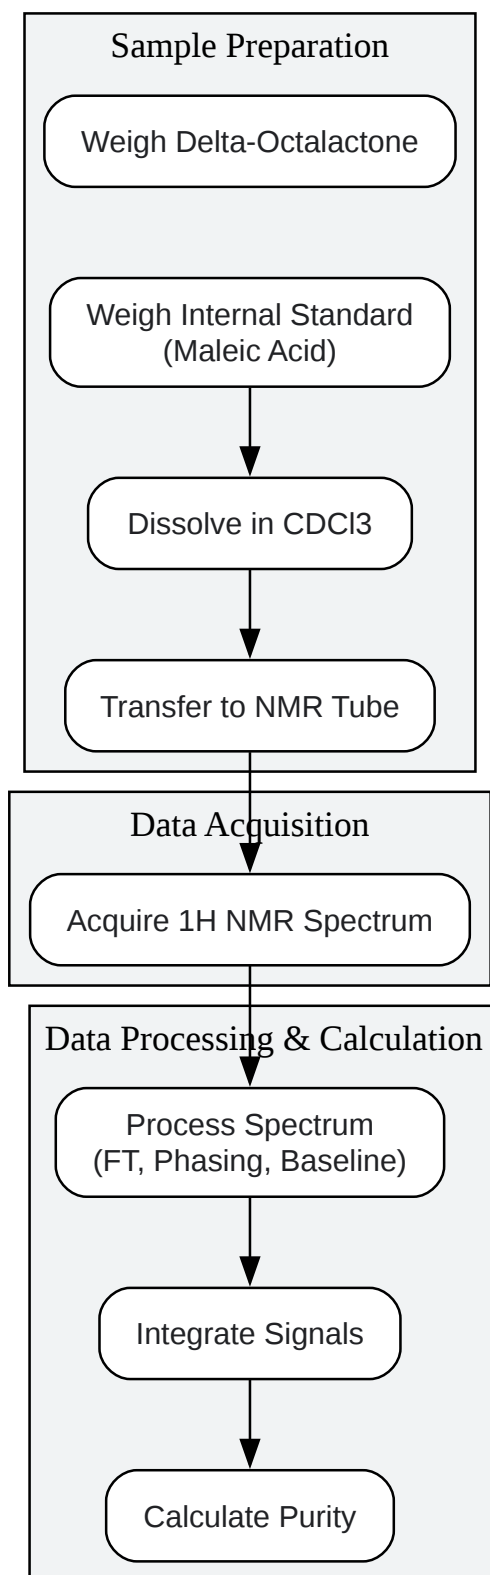 Sample Preparation
Weigh Delta-Octalactone
Weigh Internal Standard
(Maleic Acid)
Dissolve in CDCl3
Transfer to NMR Tube
Data Acquisition
Acquire 1H NMR Spectrum
Data Processing & Calculation
Process Spectrum
(FT, Phasing, Baseline)
Integrate Signals
Calculate Purity